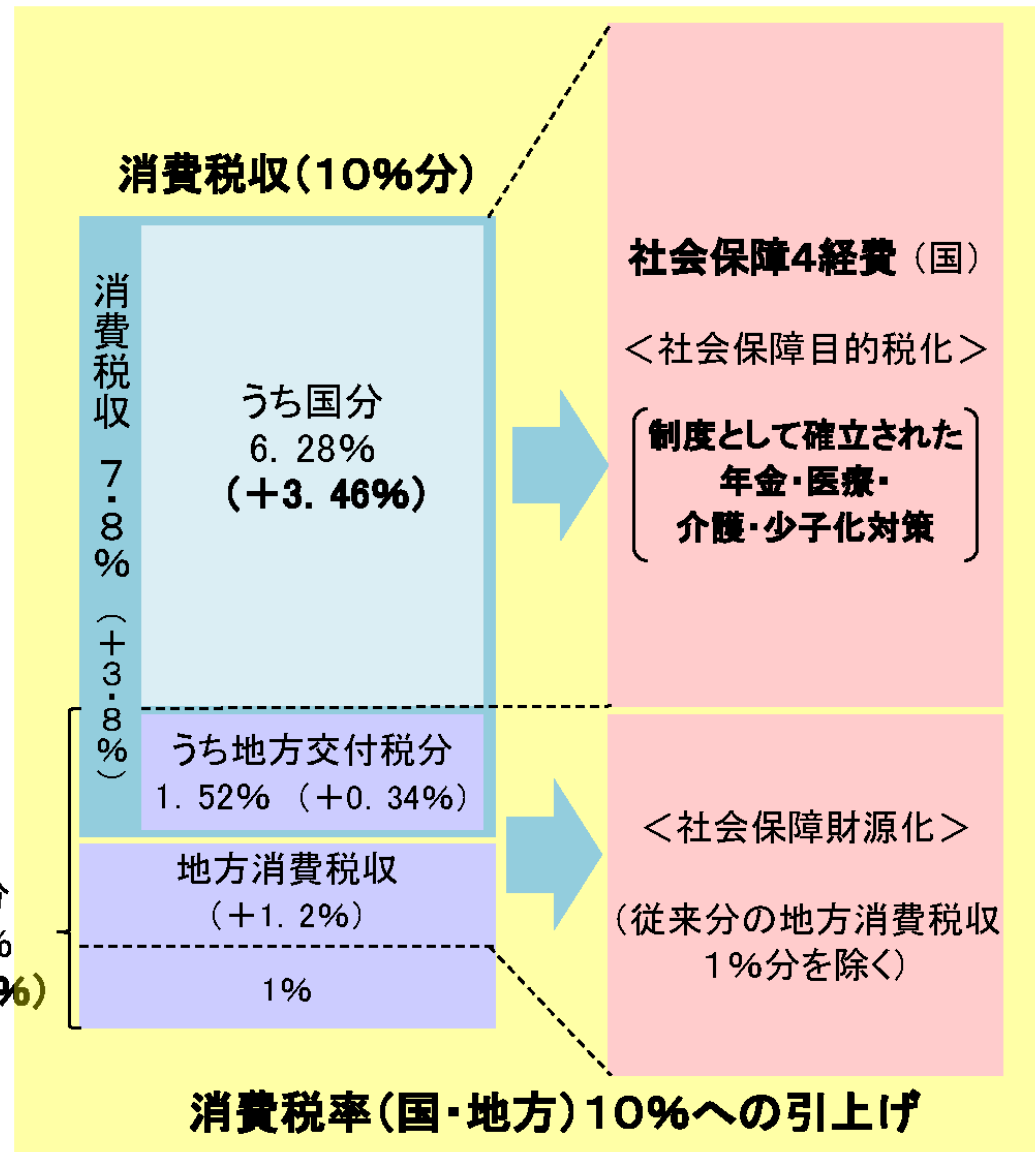 消費税収(10%分)
消費税収 7.8% (+3.8%)
うち国分
6.28%
(+3.46%)
うち地方交付税分
1.52% (+0.34%)
地方消費税収
(+1.2%)
1%
%
%)
社会保障4経費(国)
<社会保障目的税化>
制度として確立された
年金・医療・
介護・少子化対策
<社会保障財源化>
(従来分の地方消費税収
1%分を除く)
消費税率(国・地方)10%への引上げ